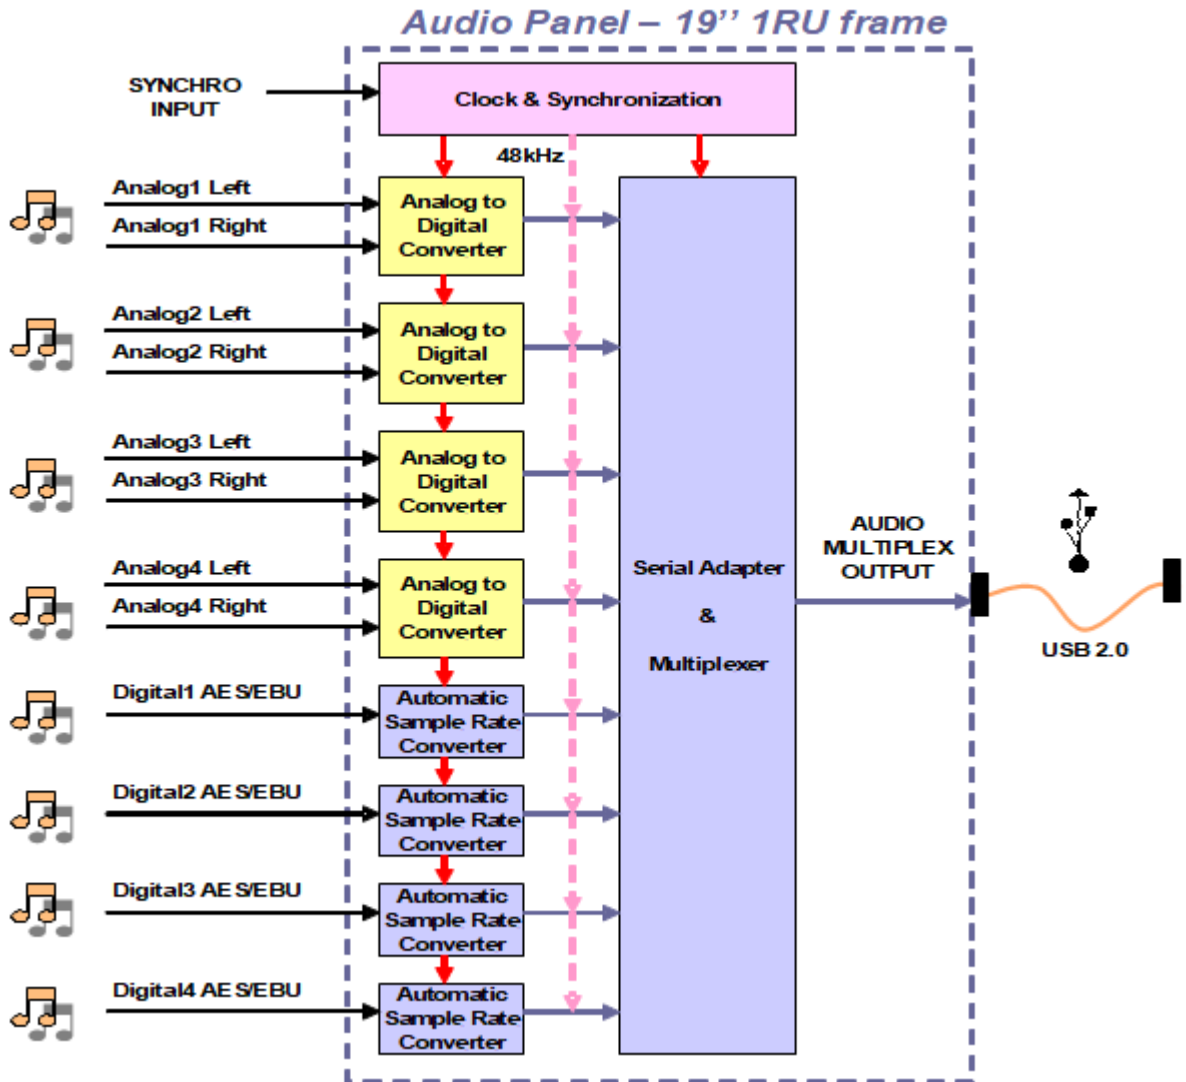 Audio Panel – 19’’ 1RU frame
SYNCHRO
INPUT
Clock & Synchronization
48kHz
Analog1 Left
Analog1 Right
Analog to
Digital
Converter
Analog2 Left
Analog2 Right
Analog to
Digital
Converter
Analog3 Left
Analog3 Right
Analog to
Digital
Converter
Analog4 Left
Analog4 Right
Analog to
Digital
Converter
Digital1 AES/EBU
Automatic
Sample Rate
Converter
Digital2 AES/EBU
Automatic
Sample Rate
Converter
Digital3 AES/EBU
Automatic
Sample Rate
Converter
Digital4 AES/EBU
Automatic
Sample Rate
Converter
Serial Adapter
&
Multiplexer
AUDIO
MULTIPLEX
OUTPUT
USB 2.0